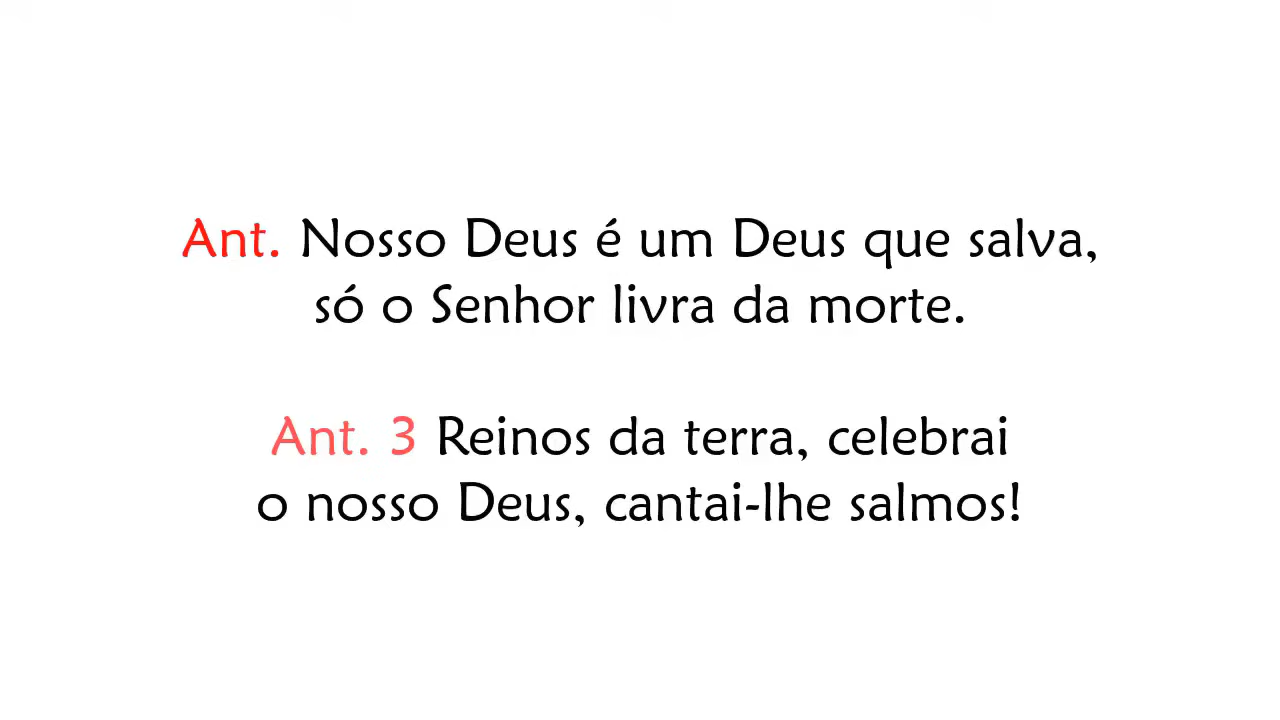 Ant. Nosso Deus é um Deus que salva,
só o Senhor livra da morte.
Ant. 3 Reinos da terra, celebrai
o nosso Deus, cantai-lhe salmos!